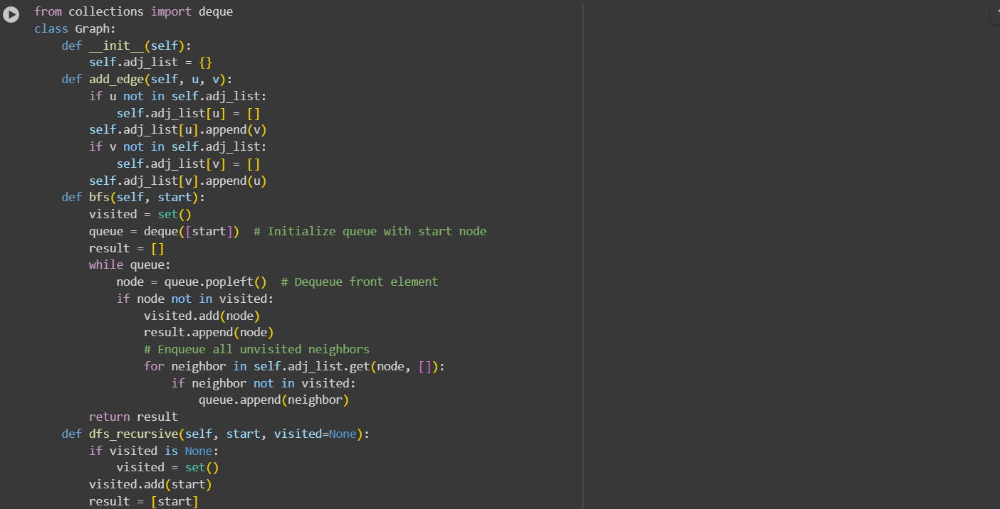 from collections import deque
class Graph:
    def __init__(self):
        self.adj_list = {}
    def add_edge(self, u, v):
        if u not in self.adj_list:
            self.adj_list[u] = []
        self.adj_list[u].append(v)
        if v not in self.adj_list:
            self.adj_list[v] = []
        self.adj_list[v].append(u)
    def bfs(self, start):
        visited = set()
        queue = deque([start])  # Initialize queue with start node
        result = []
        while queue:
            node = queue.popleft()  # Dequeue front element
            if node not in visited:
                visited.add(node)
                result.append(node)
                # Enqueue all unvisited neighbors
                for neighbor in self.adj_list.get(node, []):
                    if neighbor not in visited:
                        queue.append(neighbor)
        return result
    def dfs_recursive(self, start, visited=None):
        if visited is None:
            visited = set()
        visited.add(start)
        result = [start]